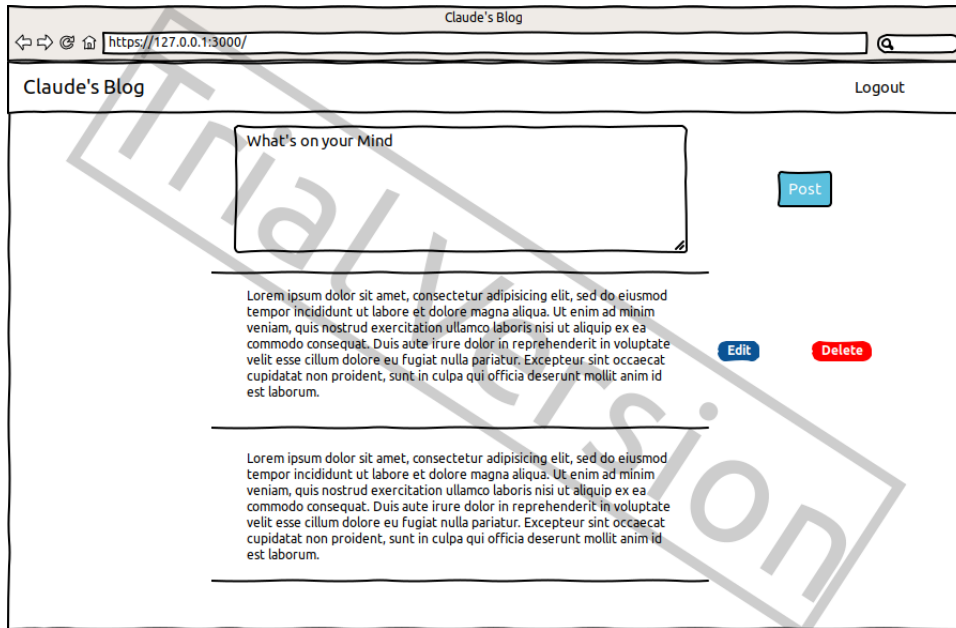 Claude's Blog
https://127.0.0.1:3000/
Claude's Blog
Logout
What's on your Mind
Post
Lorem ipsum dolor sit amet, consectetur adipisicing elit, sed do eiusmod
tempor incididunt ut labore et dolore magna aliqua. Ut enim ad minim
veniam, quis nostrud exercitation ullamco laboris nisi ut aliquip ex ea
commodo consequat. Duis aute irure dolor in reprehenderit in voluptate
velit esse cillum dolore eu fugiat nulla pariatur. Excepteur sint occaecat
cupidatat non proident, sunt in culpa qui officia deserunt mollit anim id
est laborum.
Edit
Delete
Lorem ipsum dolor sit amet, consectetur adipisicing elit, sed do eiusmod
tempor incididunt ut labore et dolore magna aliqua. Ut enim ad minim
veniam, quis nostrud exercitation ullamco laboris nisi ut aliquip ex ea
commodo consequat. Duis aute irure dolor in reprehenderit in voluptate
velit esse cillum dolore eu fugiat nulla pariatur. Excepteur sint occaecat
cupidatat non proident, sunt in culpa qui officia deserunt mollit anim id
est laborum.
Trial Version